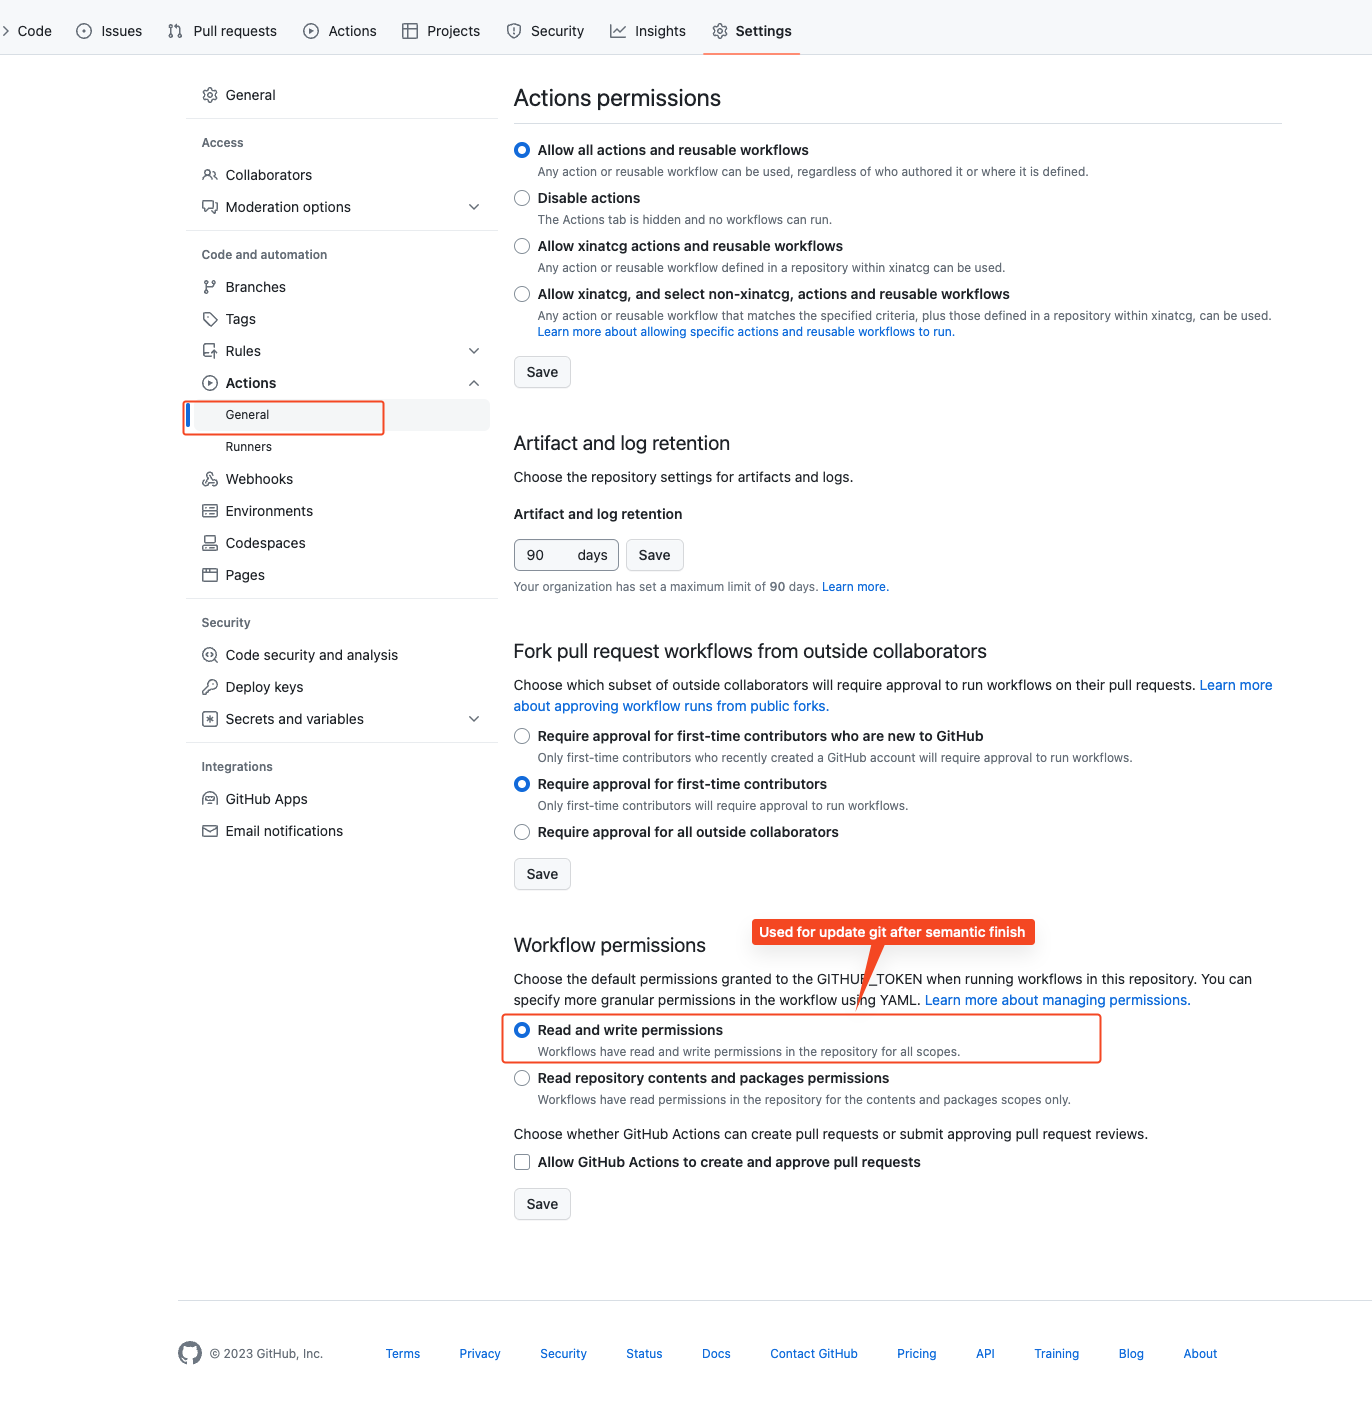 Code
Issues
Pull requests
Actions
Projects
Security
Insights
Settings
General
Access
Collaborators
Moderation options
Code and automation
Branches
Tags
Rules
Actions
General
Runners
Webhooks
Environments
Codespaces
Pages
Security
Code security and analysis
Deploy keys
Secrets and variables
Integrations
GitHub Apps
Email notifications
Actions permissions
Allow all actions and reusable workflows
Any action or reusable workflow can be used, regardless of who authored it or where it is defined.
Disable actions
The Actions tab is hidden and no workflows can run.
Allow xinatcg actions and reusable workflows
Any action or reusable workflow defined in a repository within xinatcg can be used.
Allow xinatcg, and select non-xinatcg, actions and reusable workflows
Any action or reusable workflow that matches the specified criteria, plus those defined in a repository within xinatcg, can be used.
Learn more about allowing specific actions and reusable workflows to run.
Save
Artifact and log retention
Choose the repository settings for artifacts and logs.
Artifact and log retention
90 days Save
Your organization has set a maximum limit of 90 days. Learn more.
Fork pull request workflows from outside collaborators
Choose which subset of outside collaborators will require approval to run workflows on their pull requests. Learn more
about approving workflow runs from public forks.
Require approval for first-time contributors who are new to GitHub
Only first-time contributors who recently created a GitHub account will require approval to run workflows.
Require approval for first-time contributors
Only first-time contributors will require approval to run workflows.
Require approval for all outside collaborators
Save
Used for update git after semantic finish
Workflow permissions
Choose the default permissions granted to the GITHUB_TOKEN when running workflows in this repository. You can
specify more granular permissions in the workflow using YAML. Learn more about managing permissions.
Read and write permissions
Workflows have read and write permissions in the repository for all scopes.
Read repository contents and packages permissions
Workflows have read permissions in the repository for the contents and packages scopes only.
Choose whether GitHub Actions can create pull requests or submit approving pull request reviews.
Allow GitHub Actions to create and approve pull requests
Save
© 2023 GitHub, Inc.
Terms
Privacy
Security
Status
Docs
Contact GitHub
Pricing
API
Training
Blog
About